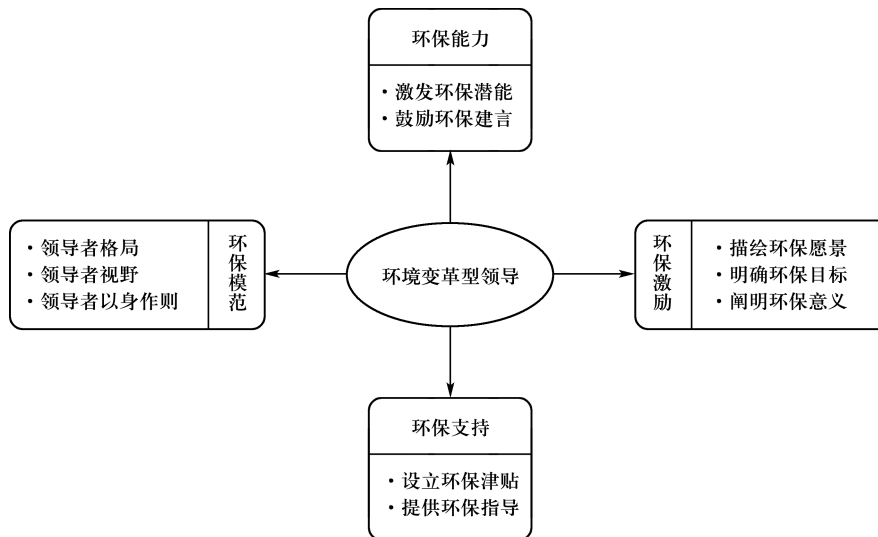 环保能力
・激发环保潜能
・鼓励环保建言
・领导者格局
・领导者视野
・领导者以身作则
环保模范
环境变革型领导
环保激励
・描绘环保愿景
・明确环保目标
・阐明环保意义
环保支持
・设立环保津贴
・提供环保指导